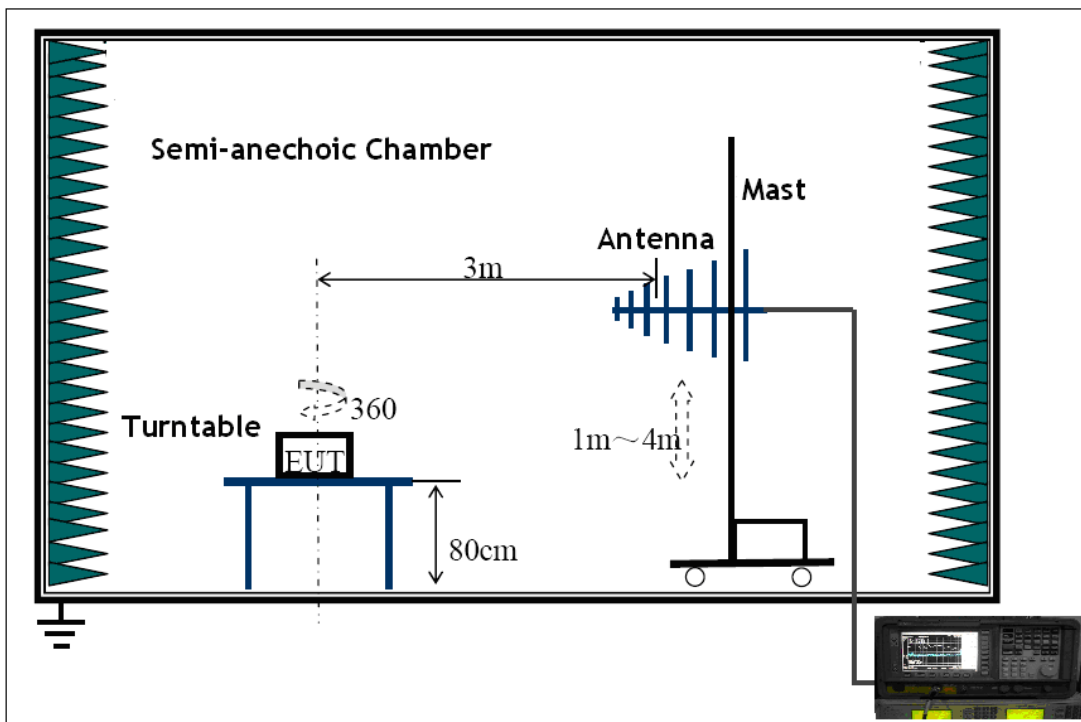 Semi-anechoic Chamber
Mast
Antenna
3m
360
Turntable
1m～4m
EUT
80cm